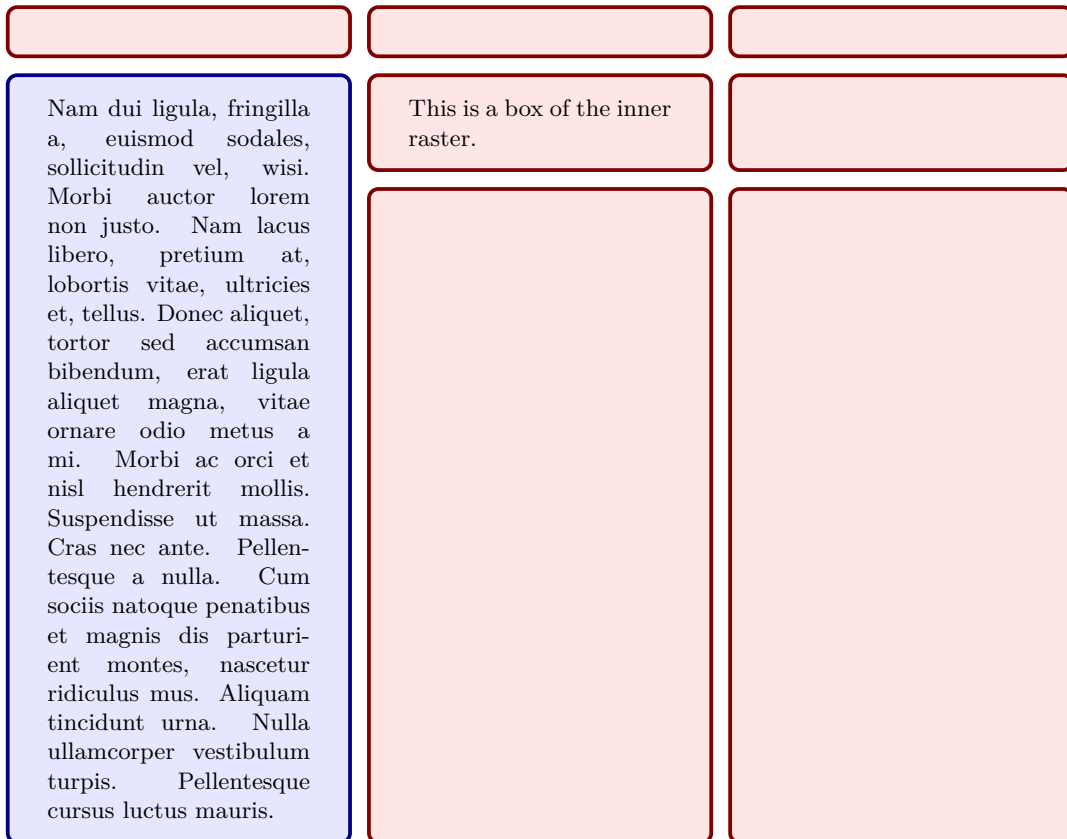 Nam dui ligula, fringilla
a, euismod sodales,
sollicitudin vel, wisi.
Morbi auctor lorem
non justo. Nam lacus
libero, pretium at,
lobortis vitae, ultricies
et, tellus. Donec aliquet,
tortor sed accumsan
bibendum, erat ligula
aliquet magna, vitae
ornare odio metus a
mi. Morbi ac orci et
nisl hendrerit mollis.
Suspendisse ut massa.
Cras nec ante. Pellen-
tesque a nulla. Cum
sociis natoque penatibus
et magnis dis parturi-
ent montes, nascetur
ridiculus mus. Aliquam
tincidunt urna. Nulla
ullamcorper vestibulum
turpis. Pellentesque
cursus luctus mauris.
This is a box of the inner
raster.